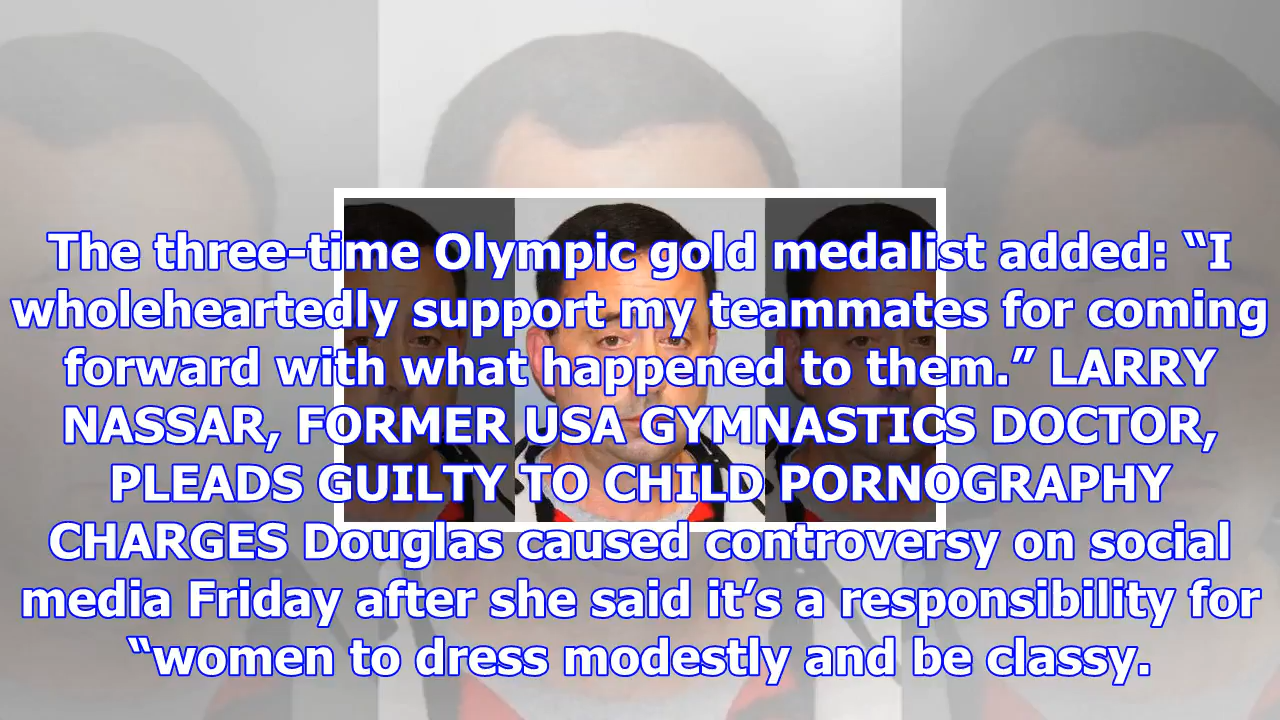 The three-time Olympic gold medalist added: “I
wholeheartedly support my teammates for coming
forward with what happened to them.” LARRY
NASSAR, FORMER USA GYMNASTICS DOCTOR,
PLEADS GUILTY TO CHILD PORNOGRAPHY
CHARGES Douglas caused controversy on social
media Friday after she said it’s a responsibility for
“women to dress modestly and be classy.